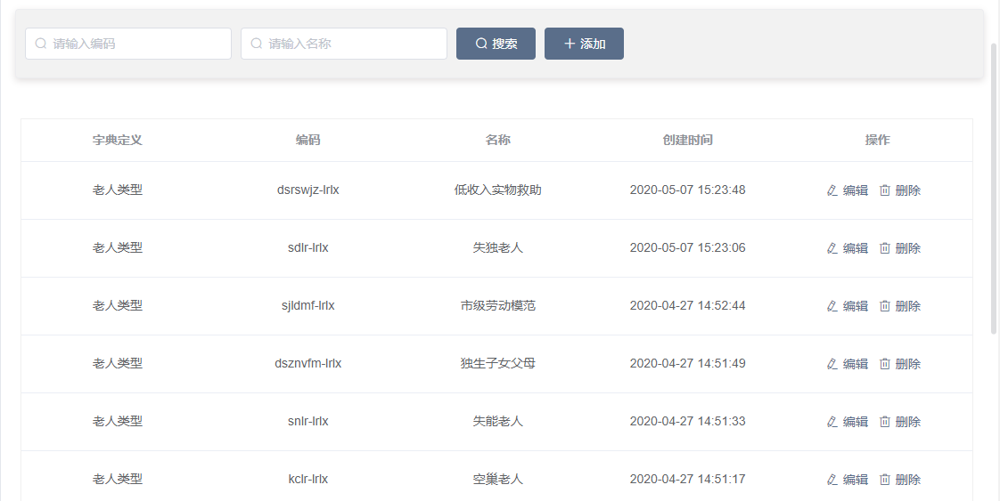 请输入编码 请输入名称 搜索 添加
字典定义 编码 名称 创建时间 操作
老人类型 dsrswjz-lrlx 低收入实物救助 2020-05-07 15:23:48 编辑 删除
老人类型 sdlr-lrlx 失独老人 2020-05-07 15:23:06 编辑 删除
老人类型 sjldmf-lrlx 市级劳动模范 2020-04-27 14:52:44 编辑 删除
老人类型 dsznvfm-lrlx 独生子女父母 2020-04-27 14:51:49 编辑 删除
老人类型 snlr-lrlx 失能老人 2020-04-27 14:51:33 编辑 删除
老人类型 kclr-lrlx 空巢老人 2020-04-27 14:51:17 编辑 删除